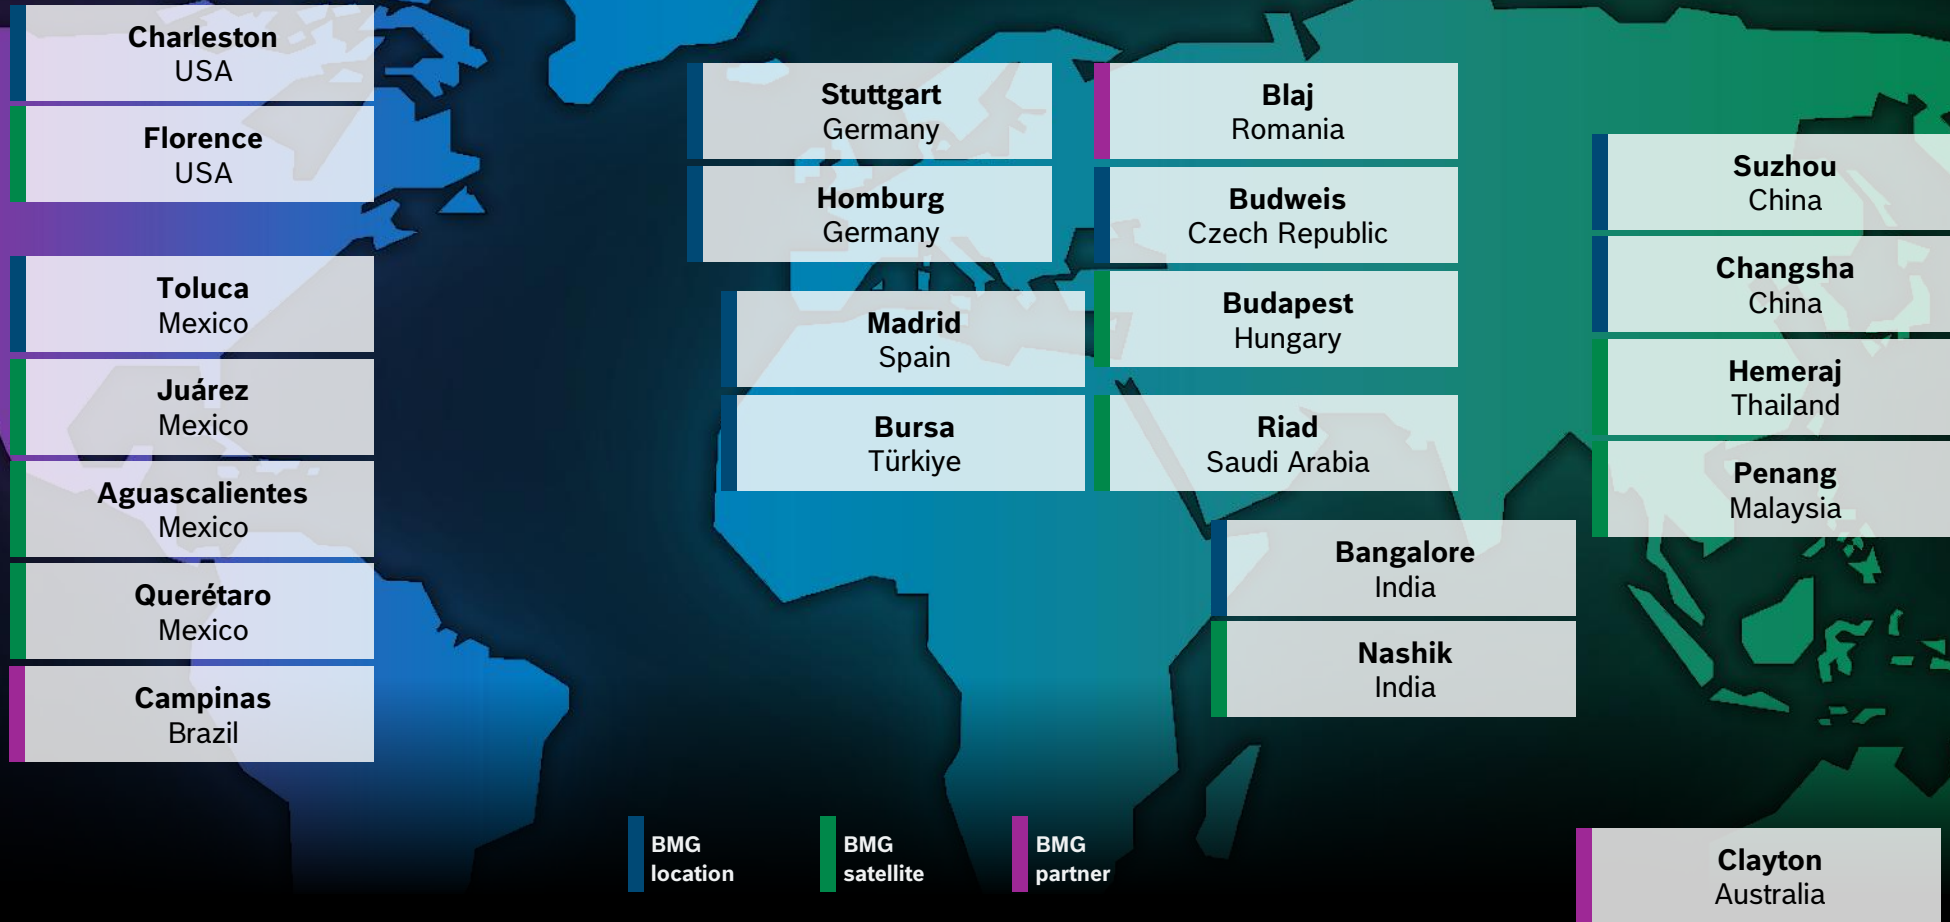 Charleston
USA
Florence
USA
Toluca
Mexico
Juárez
Mexico
Aguascalientes
Mexico
Querétaro
Mexico
Campinas
Brazil
Stuttgart
Germany
Homburg
Germany
Madrid
Spain
Bursa
Türkiye
Blaj
Romania
Budweis
Czech Republic
Budapest
Hungary
Riad
Saudi Arabia
Bangalore
India
Nashik
India
Suzhou
China
Changsha
China
Hemeraj
Thailand
Penang
Malaysia
Clayton
Australia
BMG
location
BMG
satellite
BMG
partner